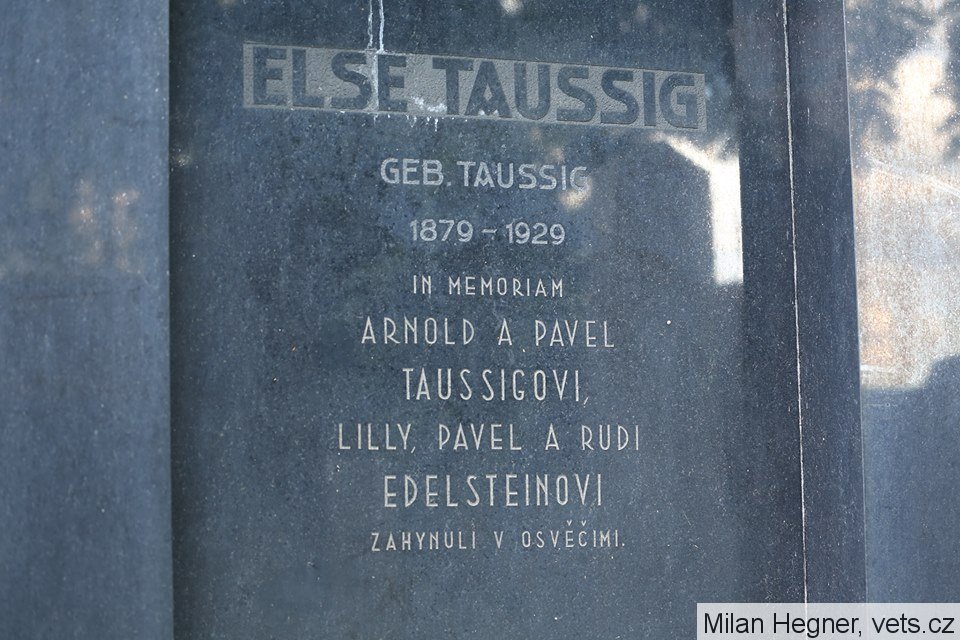 ELSE TAUSSIG
GEB. TAUSSIG
1879 – 1929
IN MEMORIAM
ARNOLD A PAVEL
TAUSSIGOVI,
LILLY, PAVEL A RUDI
EDELSTEINOVI
ZAHYNULI V OSVĚČIMI.
Milan Hegner, vets.cz